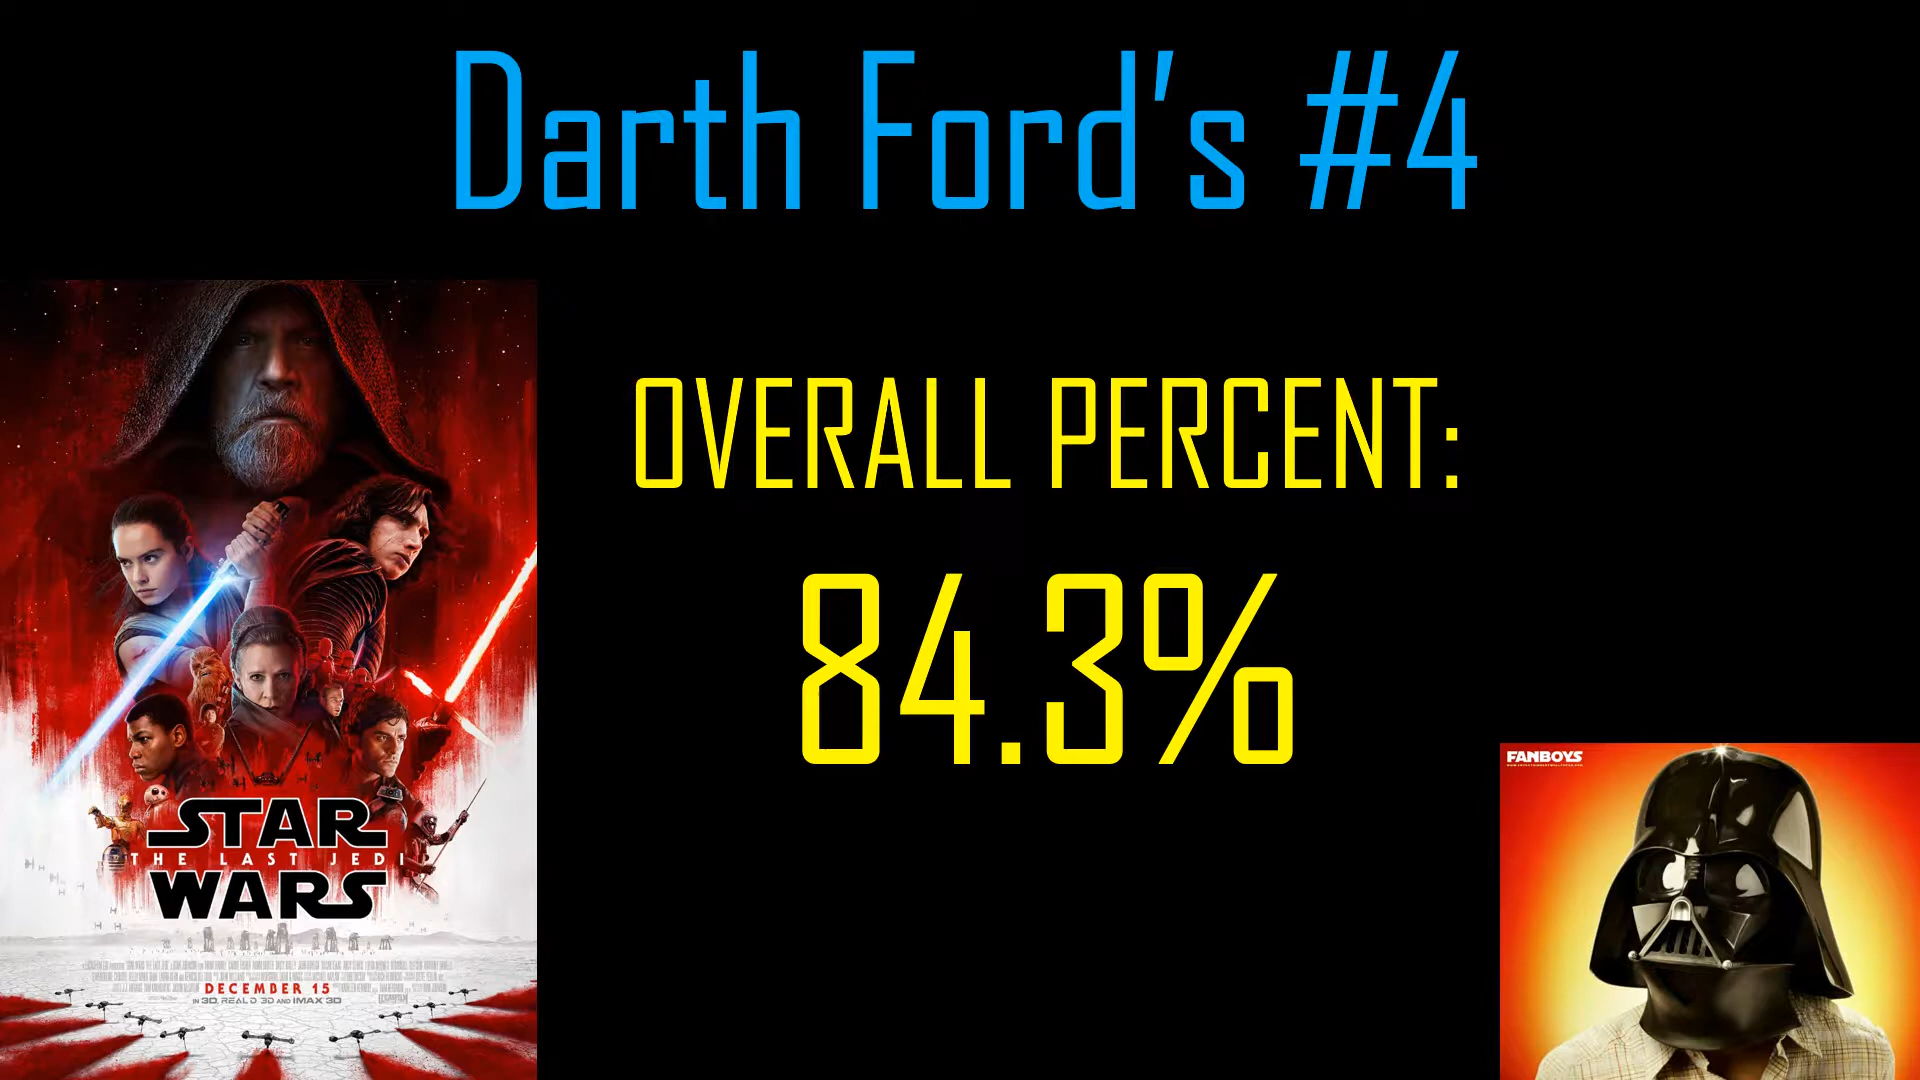 Darth Ford's #4
OVERALL PERCENT:
84.3%
STAR
THE LAST JEDI
WARS
DECEMBER 15
IN 3D, REAL D 3D AND IMAX 3D
FANBOYS